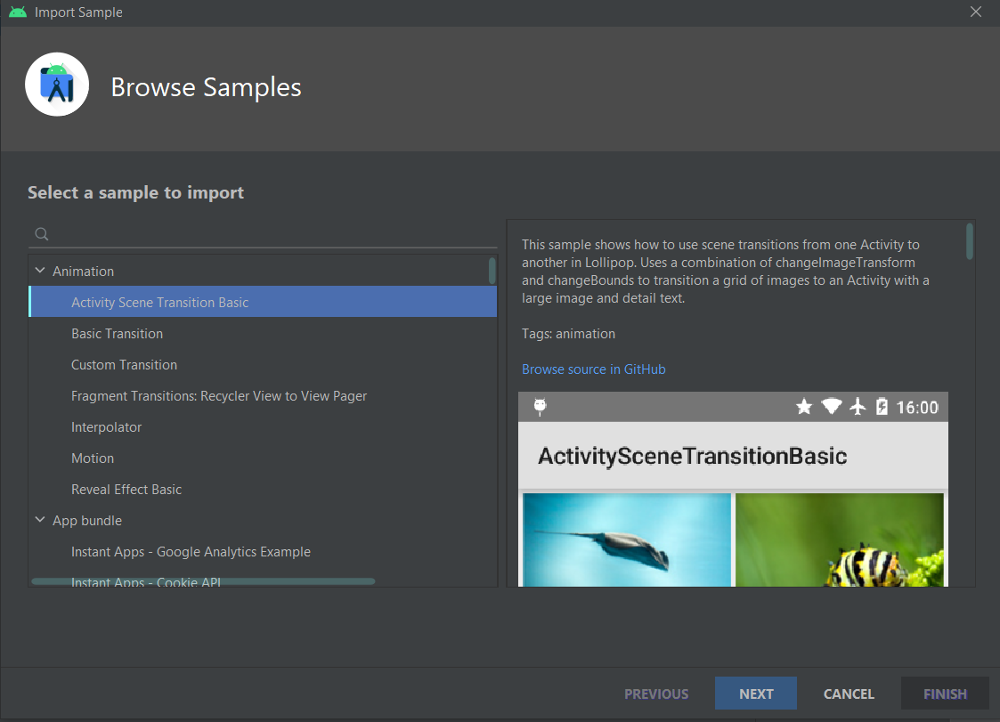 Import Sample
Browse Samples
Select a sample to import
Animation
Activity Scene Transition Basic
Basic Transition
Custom Transition
Fragment Transitions: Recycler View to View Pager
Interpolator
Motion
Reveal Effect Basic
App bundle
Instant Apps - Google Analytics Example
Instant Apps - Cookie API
This sample shows how to use scene transitions from one Activity to
another in Lollipop. Uses a combination of changeImageTransform
and changeBounds to transition a grid of images to an Activity with a
large image and detail text.
Tags: animation
Browse source in GitHub
16:00
ActivitySceneTransitionBasic
PREVIOUS
NEXT
CANCEL
FINISH